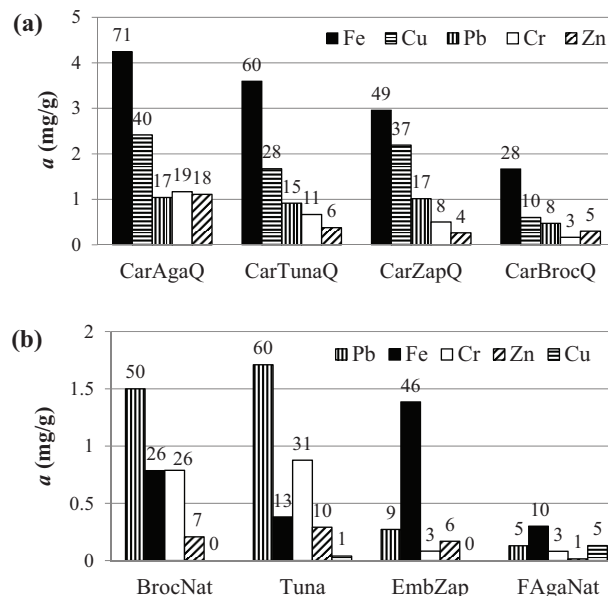 (a)
a (mg/g)
5
4
3
2
1
0
Fe Cu Pb Cr Zn
71 40 17 19 18
60 28 15 11 6
49 37 17 8 4
28 10 8 3 5
CarAgaQ CarTunaQ CarZapQ CarBrocQ
(b)
a (mg/g)
2
1.5
1
0.5
0
Pb Fe Cr Zn Cu
50 26 26 7 0
60 13 31 10 1
9 46 3 6 0
5 10 3 1 5
BrocNat Tuna EmbZap FAgaNat